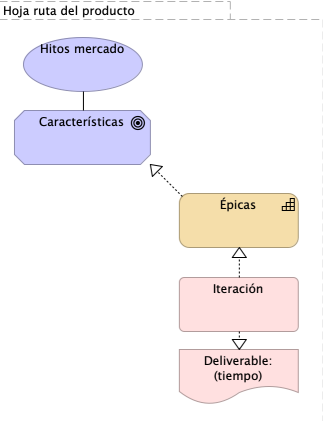 Hoja ruta del producto
Hitos mercado
Características
Épicas
Iteración
Deliverable:
(tiempo)